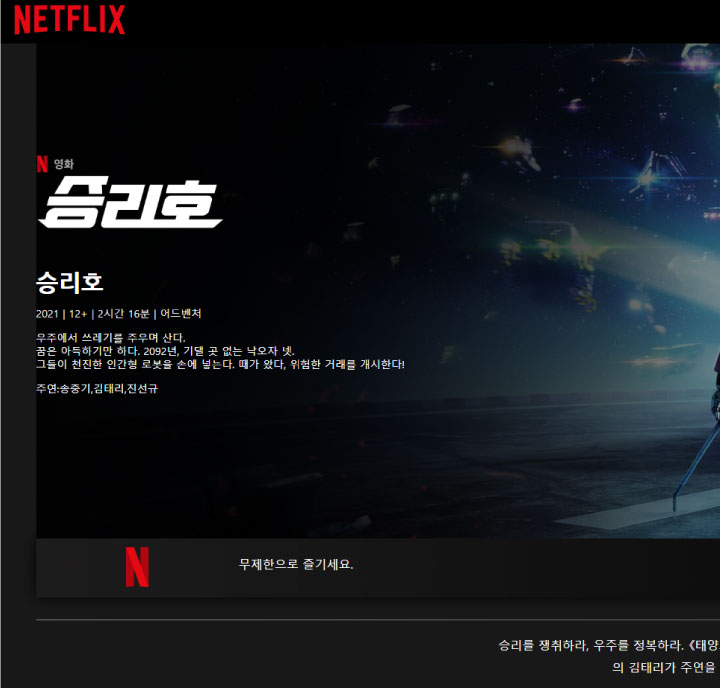 NETFLIX
N 영화
승리호
승리호
2021 | 12+ | 2시간 16분 | 어드벤처
우주에서 쓰레기를 주우며 산다.
꿈은 아득하기만 하다. 2092년, 기댈 곳 없는 낙오자 넷.
그들이 천진한 인간형 로봇을 손에 넣는다. 때가 왔다, 위험한 거래를 개시한다!
주연:송중기,김태리,진선규
N 무제한으로 즐기세요.
승리를 쟁취하라, 우주를 정복하라. 《태양
의 김태리가 주연을